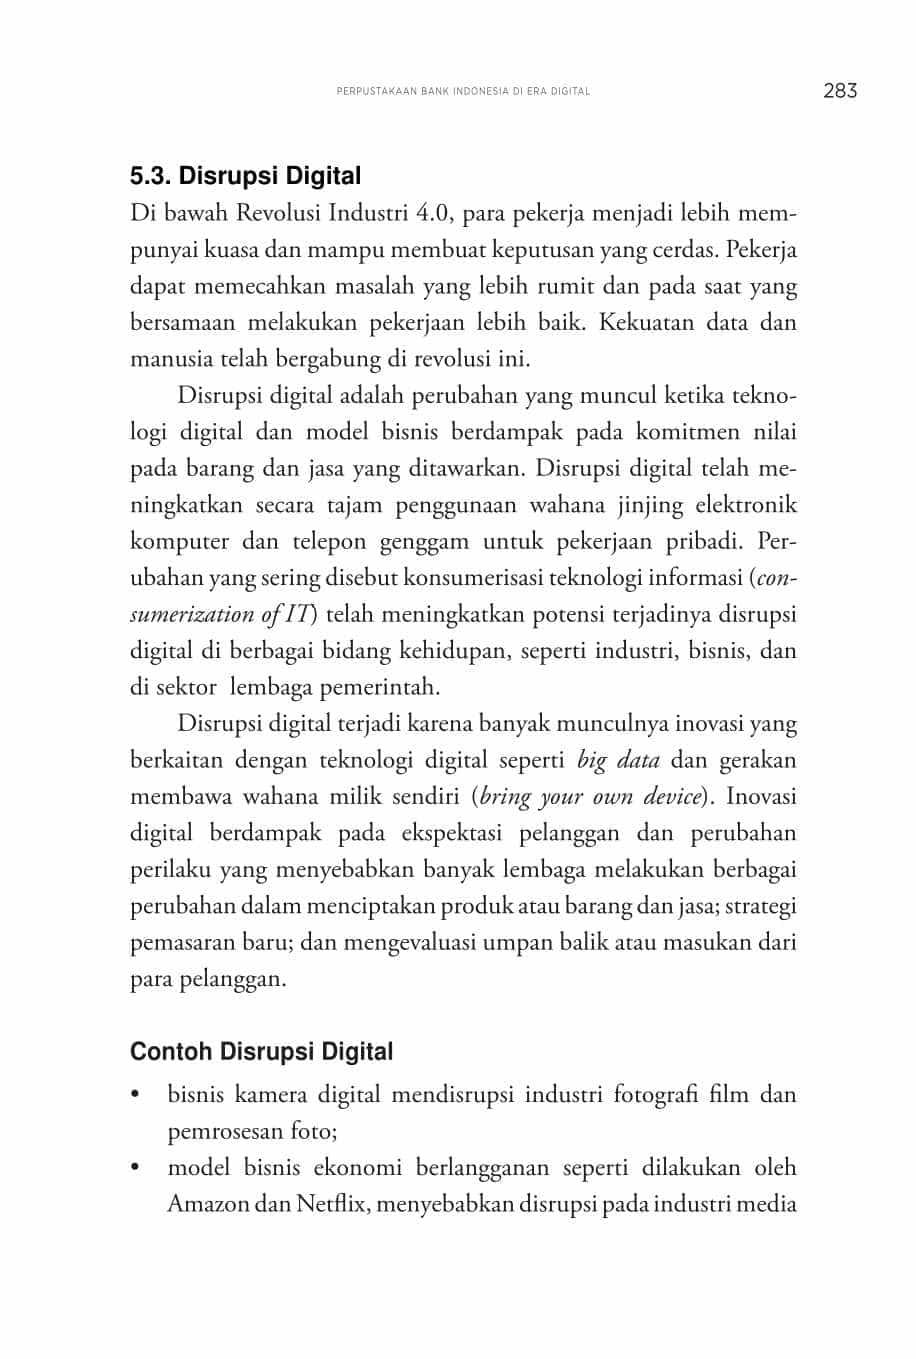 PERPUSTAKAAN BANK INDONESIA DI ERA DIGITAL 283
5.3. Disrupsi Digital
Di bawah Revolusi Industri 4.0, para pekerja menjadi lebih mem-
punyai kuasa dan mampu membuat keputusan yang cerdas. Pekerja
dapat memecahkan masalah yang lebih rumit dan pada saat yang
bersamaan melakukan pekerjaan lebih baik. Kekuatan data dan
manusia telah bergabung di revolusi ini.
Disrupsi digital adalah perubahan yang muncul ketika tekno-
logi digital dan model bisnis berdampak pada komitmen nilai
pada barang dan jasa yang ditawarkan. Disrupsi digital telah me-
ningkatkan secara tajam penggunaan wahana jinjing elektronik
komputer dan telepon genggam untuk pekerjaan pribadi. Per-
ubahan yang sering disebut konsumerisasi teknologi informasi (con-
sumerization of IT) telah meningkatkan potensi terjadinya disrupsi
digital di berbagai bidang kehidupan, seperti industri, bisnis, dan
di sektor lembaga pemerintah.
Disrupsi digital terjadi karena banyak munculnya inovasi yang
berkaitan dengan teknologi digital seperti big data dan gerakan
membawa wahana milik sendiri (bring your own device). Inovasi
digital berdampak pada ekspektasi pelanggan dan perubahan
perilaku yang menyebabkan banyak lembaga melakukan berbagai
perubahan dalam menciptakan produk atau barang dan jasa; strategi
pemasaran baru; dan mengevaluasi umpan balik atau masukan dari
para pelanggan.
Contoh Disrupsi Digital
• bisnis kamera digital mendisrupsi industri fotografi film dan
pemrosesan foto;
• model bisnis ekonomi berlangganan seperti dilakukan oleh
Amazon dan Netflix, menyebabkan disrupsi pada industri media